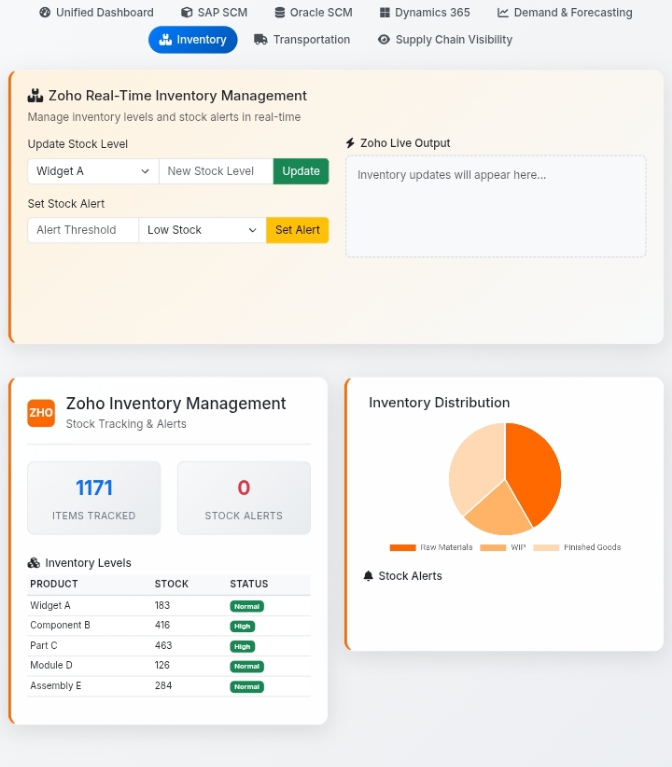 Unified Dashboard SAP SCM Oracle SCM Dynamics 365 Demand & Forecasting
Inventory Transportation Supply Chain Visibility
Zoho Real-Time Inventory Management
Manage inventory levels and stock alerts in real-time
Update Stock Level
Widget A New Stock Level Update
Set Stock Alert
Alert Threshold Low Stock Set Alert
Zoho Live Output
Inventory updates will appear here...
ZHO
Zoho Inventory Management
Stock Tracking & Alerts
1171 0
ITEMS TRACKED STOCK ALERTS
Inventory Levels
PRODUCT STOCK STATUS
Widget A 183 Normal
Component B 416 High
Part C 463 High
Module D 126 Normal
Assembly E 284 Normal
Inventory Distribution
Raw Materials WIP Finished Goods
Stock Alerts